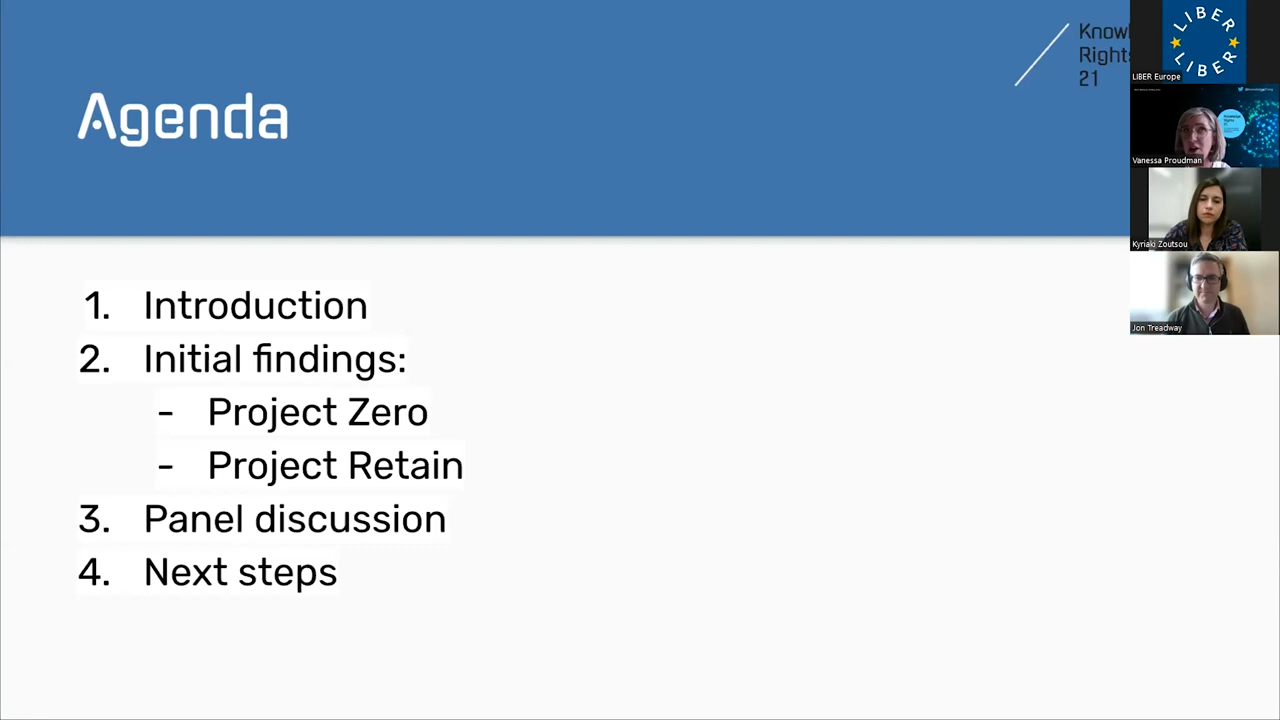 Agenda
Knowl
Rights
21
1. Introduction
2. Initial findings:
- Project Zero
- Project Retain
3. Panel discussion
4. Next steps
LIBER
LIBER
LIBER Europe
Vanessa Proudman
Kyriaki Zoutsou
Jon Treadway